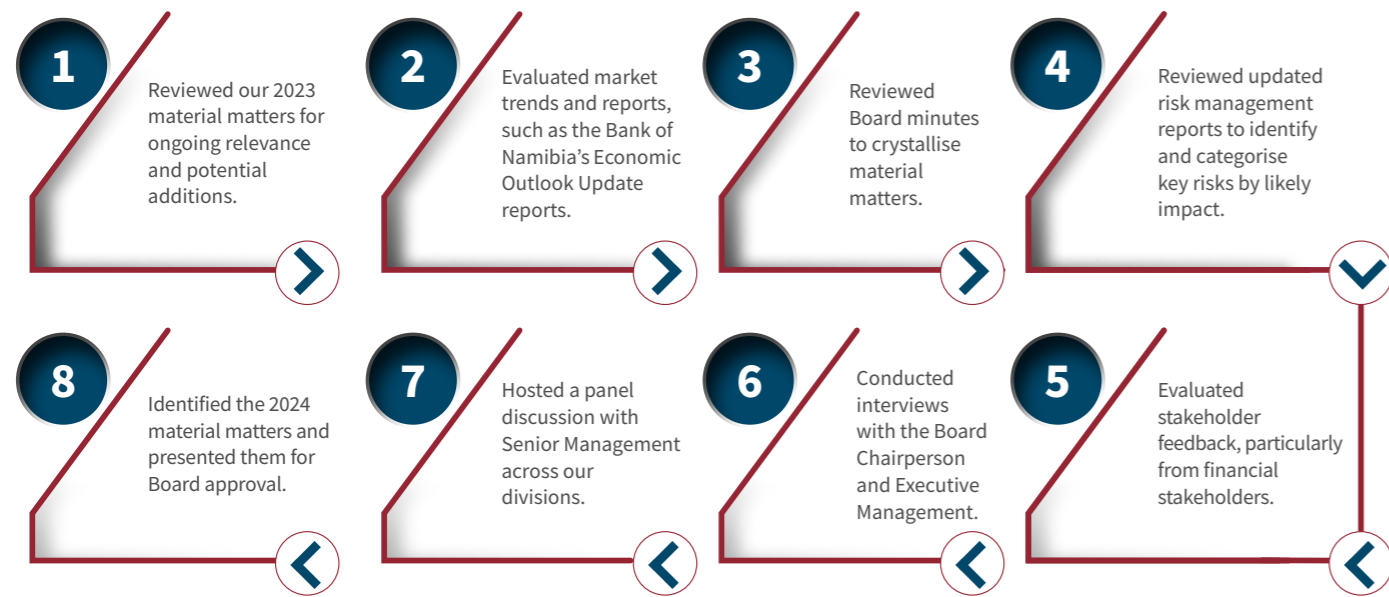 1
Reviewed our 2023
material matters for
ongoing relevance
and potential
additions.
2
Evaluated market
trends and reports,
such as the Bank of
Namibia’s Economic
Outlook Update
reports.
3
Reviewed
Board minutes
to crystallise
material
matters.
4
Reviewed updated
risk management
reports to identify
and categorise
key risks by likely
impact.
5
Evaluated
stakeholder
feedback, particularly
from financial
stakeholders.
6
Conducted
interviews
with the Board
Chairperson
and Executive
Management.
7
Hosted a panel
discussion with
Senior Management
across our
divisions.
8
Identified the 2024
material matters and
presented them for
Board approval.